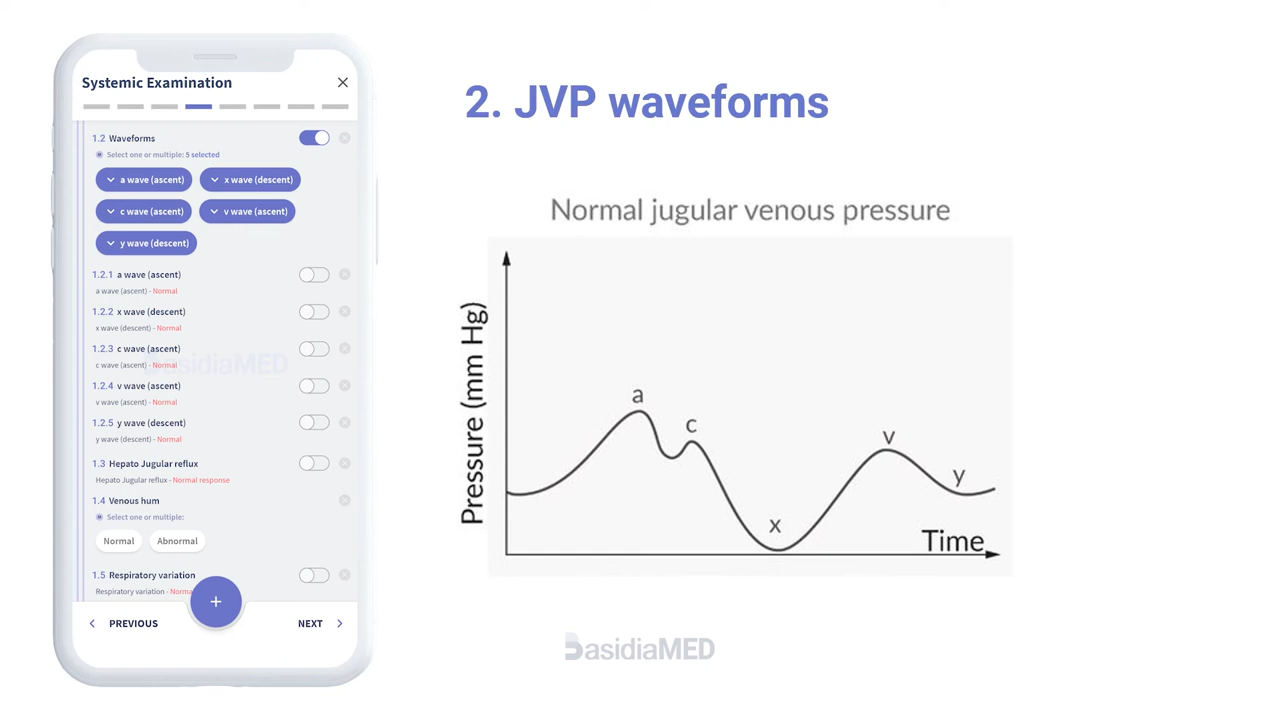 Systemic Examination
1.2 Waveforms
Select one or multiple: 5 selected
a wave (ascent)
x wave (descent)
c wave (ascent)
v wave (ascent)
y wave (descent)
1.2.1 a wave (ascent)
a wave (ascent) - Normal
1.2.2 x wave (descent)
x wave (descent) - Normal
1.2.3 c wave (ascent)
c wave (ascent) - Normal
BasidiaMED
1.2.4 v wave (ascent)
v wave (ascent) - Normal
1.2.5 y wave (descent)
y wave (descent) - Normal
1.3 Hepato Jugular reflux
Hepato Jugular reflux - Normal response
1.4 Venous hum
Select one or multiple:
Normal
Abnormal
1.5 Respiratory variation
Respiratory variation - Norma
PREVIOUS
NEXT
2. JVP waveforms
Normal jugular venous pressure
Pressure (mm Hg)
a
c
v
y
x
Time
BasidiaMED